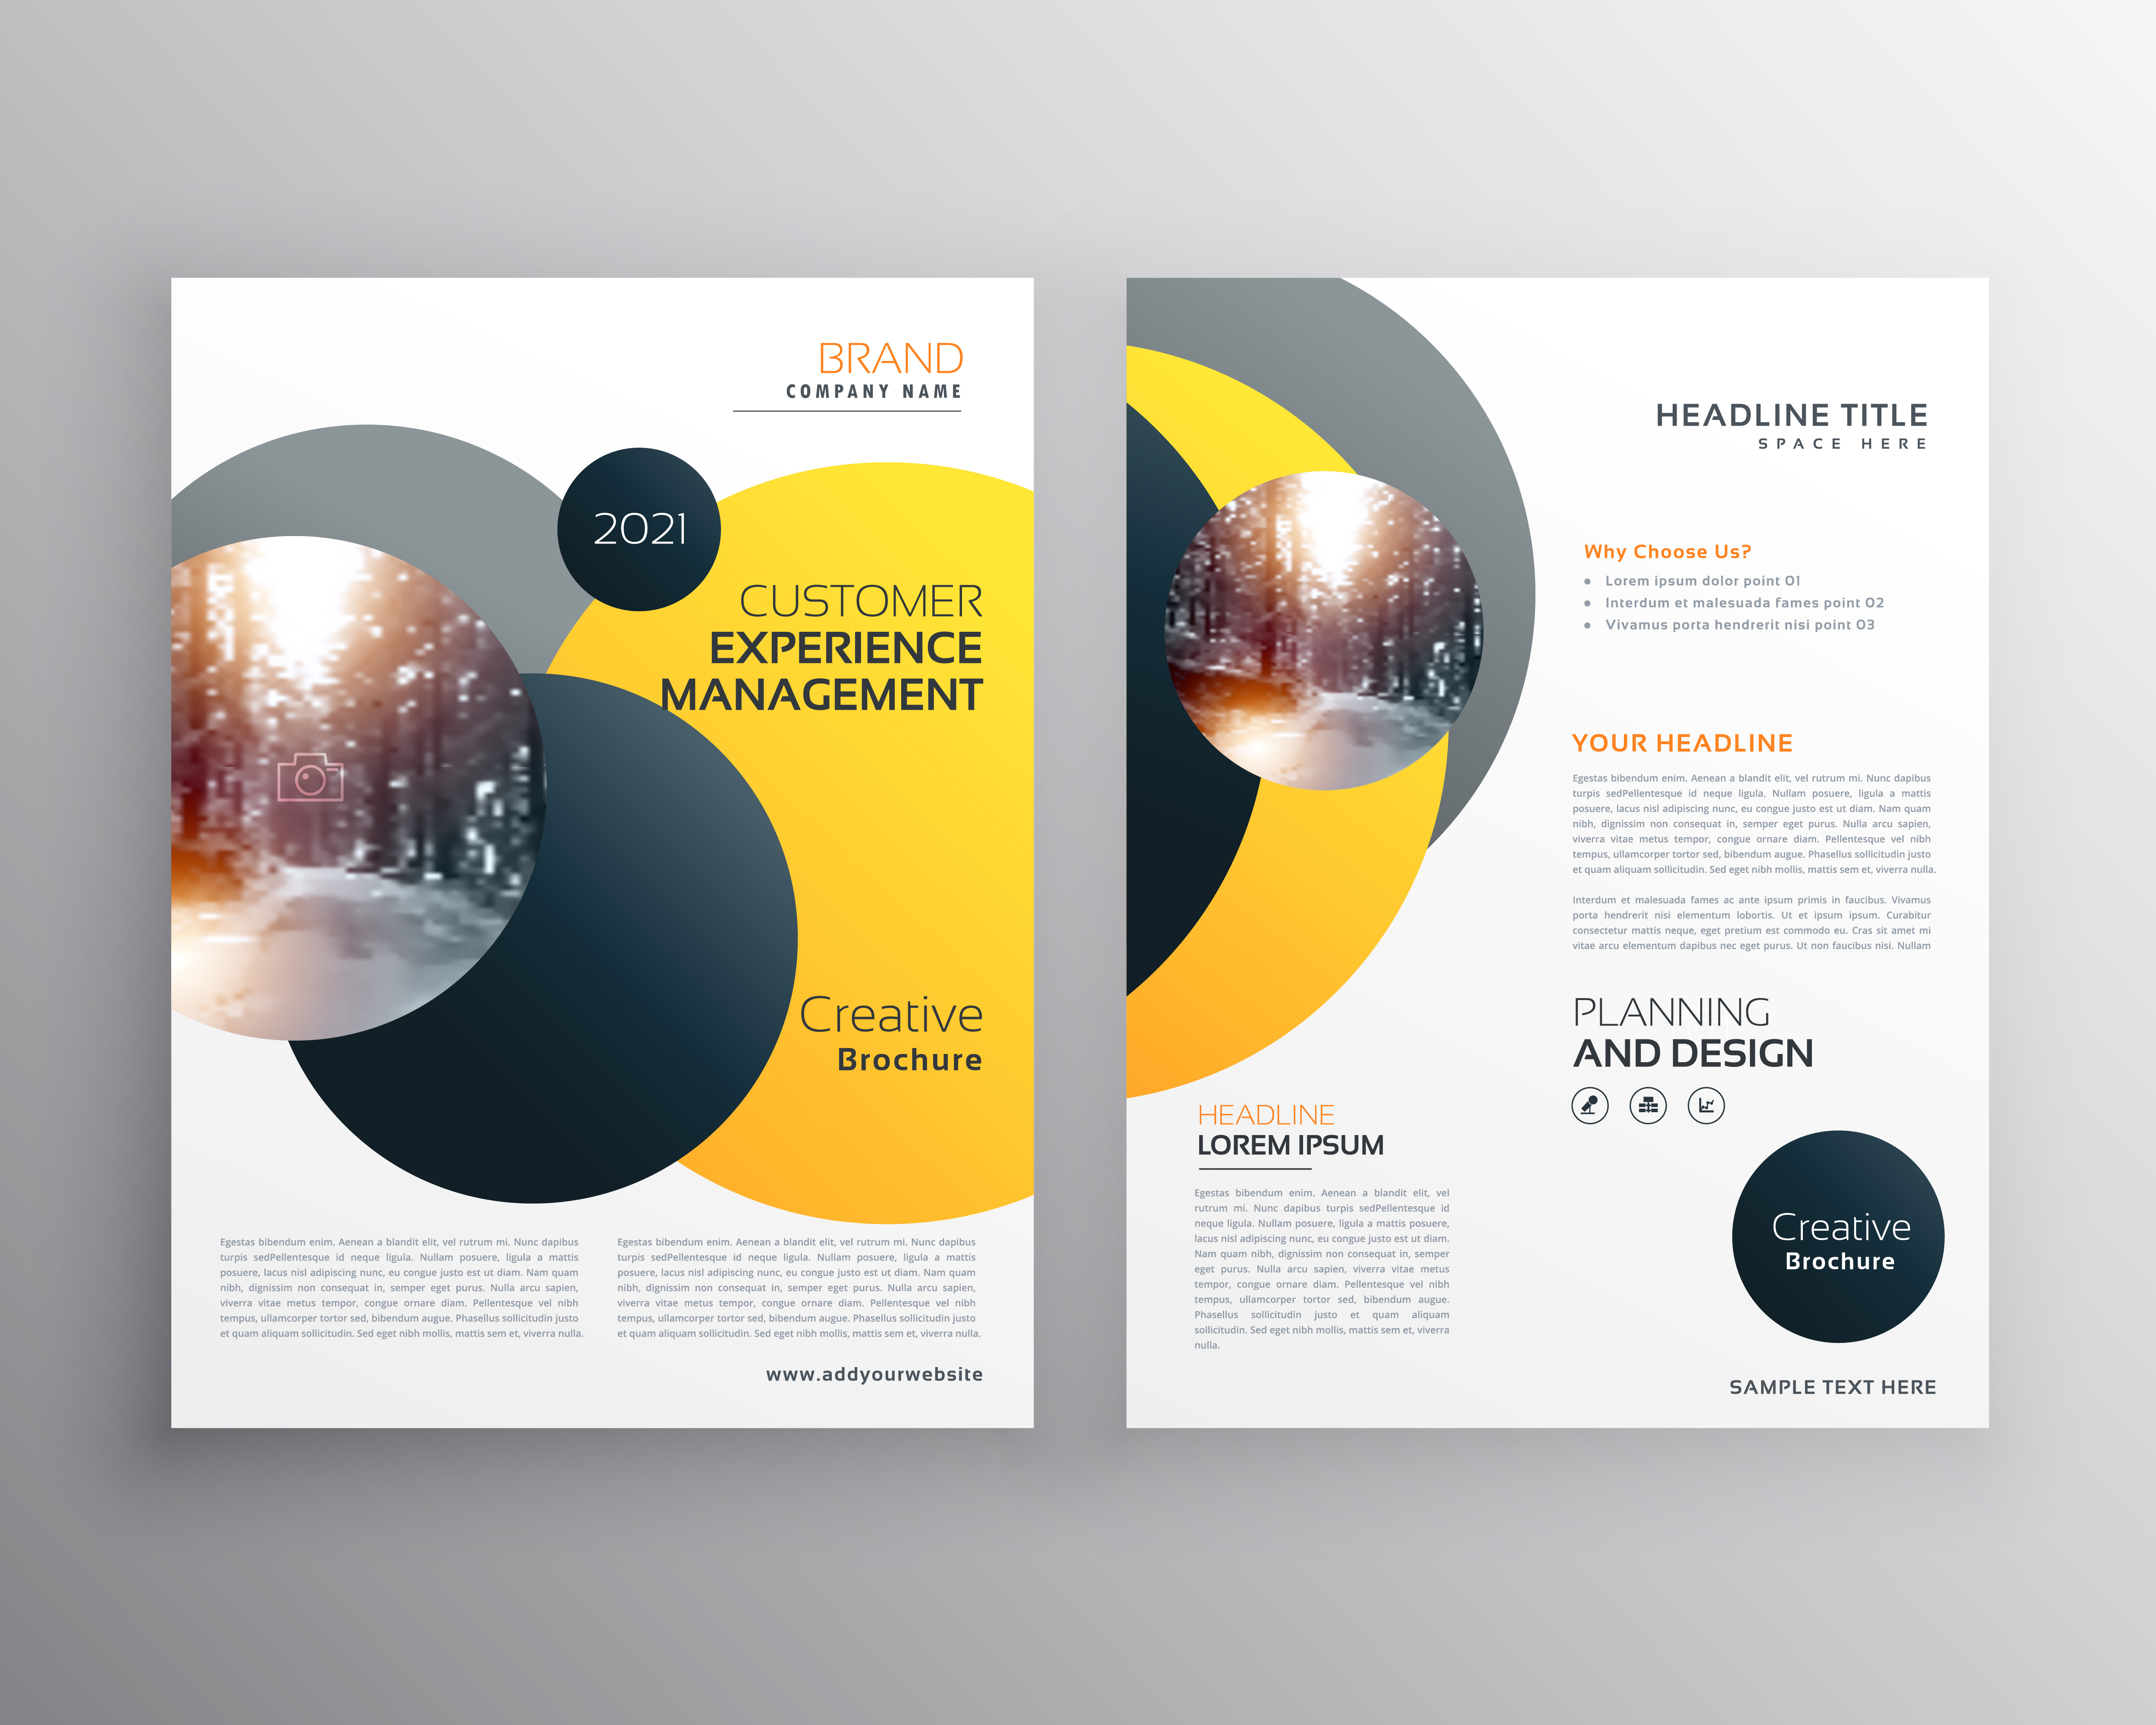 BRAND
COMPANY NAME
2021
CUSTOMER
EXPERIENCE
MANAGEMENT
Creative
Brochure
Egestas bibendum enim. Aenean a blandit elit, vel rutrum mi. Nunc dapibus
turpis sedPellentesque id neque ligula. Nullam posuere, ligula a mattis
posuere, lacus nisl adipiscing nunc, eu congue justo est ut diam. Nam quam
nibh, dignissim non consequat in, semper eget purus. Nulla arcu sapien,
viverra vitae metus tempor, congue ornare diam. Pellentesque vel nibh
tempus, ullamcorper tortor sed, bibendum augue. Phasellus sollicitudin justo
et quam aliquam sollicitudin. Sed eget nibh mollis, mattis sem et, viverra nulla.
Egestas bibendum enim. Aenean a blandit elit, vel rutrum mi. Nunc dapibus
turpis sedPellentesque id neque ligula. Nullam posuere, ligula a mattis
posuere, lacus nisl adipiscing nunc, eu congue justo est ut diam. Nam quam
nibh, dignissim non consequat in, semper eget purus. Nulla arcu sapien,
viverra vitae metus tempor, congue ornare diam. Pellentesque vel nibh
tempus, ullamcorper tortor sed, bibendum augue. Phasellus sollicitudin justo
et quam aliquam sollicitudin. Sed eget nibh mollis, mattis sem et, viverra nulla.
www.addyourwebsite
HEADLINE TITLE
SPACE HERE
Why Choose Us?
• Lorem ipsum dolor point 01
• Interdum et malesuada fames point 02
• Vivamus porta hendrerit nisi point 03
YOUR HEADLINE
Egestas bibendum enim. Aenean a blandit elit, vel rutrum mi. Nunc dapibus
turpis sedPellentesque id neque ligula. Nullam posuere, ligula a mattis
posuere, lacus nisl adipiscing nunc, eu congue justo est ut diam. Nam quam
nibh, dignissim non consequat in, semper eget purus. Nulla arcu sapien,
viverra vitae metus tempor, congue ornare diam. Pellentesque vel nibh
tempus, ullamcorper tortor sed, bibendum augue. Phasellus sollicitudin justo
et quam aliquam sollicitudin. Sed eget nibh mollis, mattis sem et, viverra nulla.
Interdum et malesuada fames ac ante ipsum primis in faucibus. Vivamus
porta hendrerit nisi elementum lobortis. Ut et ipsum ipsum. Curabitur
consectetur mattis neque, eget pretium est commodo eu. Cras sit amet mi
vitae arcu elementum dapibus nec eget purus. Ut non faucibus nisi. Nullam
PLANNING
AND DESIGN
HEADLINE
LOREM IPSUM
Egestas bibendum enim. Aenean a blandit elit, vel
rutrum mi. Nunc dapibus turpis sedPellentesque id
neque ligula. Nullam posuere, ligula a mattis posuere,
lacus nisl adipiscing nunc, eu congue justo est ut diam.
Nam quam nibh, dignissim non consequat in, semper
eget purus. Nulla arcu sapien, viverra vitae metus
tempor, congue ornare diam. Pellentesque vel nibh
tempus, ullamcorper tortor sed, bibendum augue.
Phasellus sollicitudin justo et quam aliquam
sollicitudin. Sed eget nibh mollis, mattis sem et, viverra
nulla.
Creative
Brochure
SAMPLE TEXT HERE